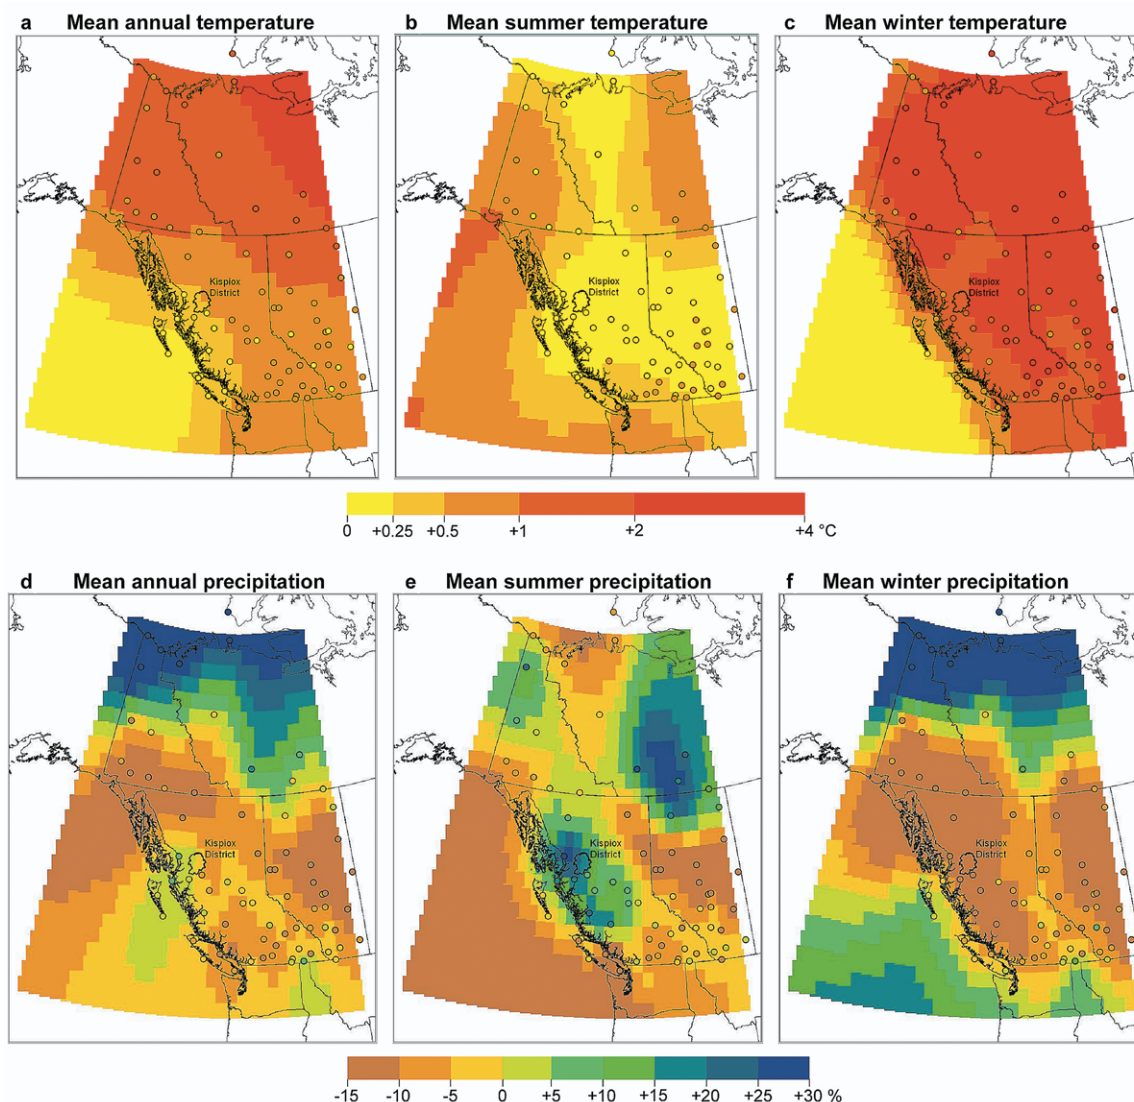 a Mean annual temperature
b Mean summer temperature
c Mean winter temperature
Kispiox
District
Kispiox
District
Kispiox
District
0 +0.25 +0.5 +1 +2 +4 °C
d Mean annual precipitation
e Mean summer precipitation
f Mean winter precipitation
Kispiox
District
Kispiox
District
Kispiox
District
-15 -10 -5 0 +5 +10 +15 +20 +25 +30 %